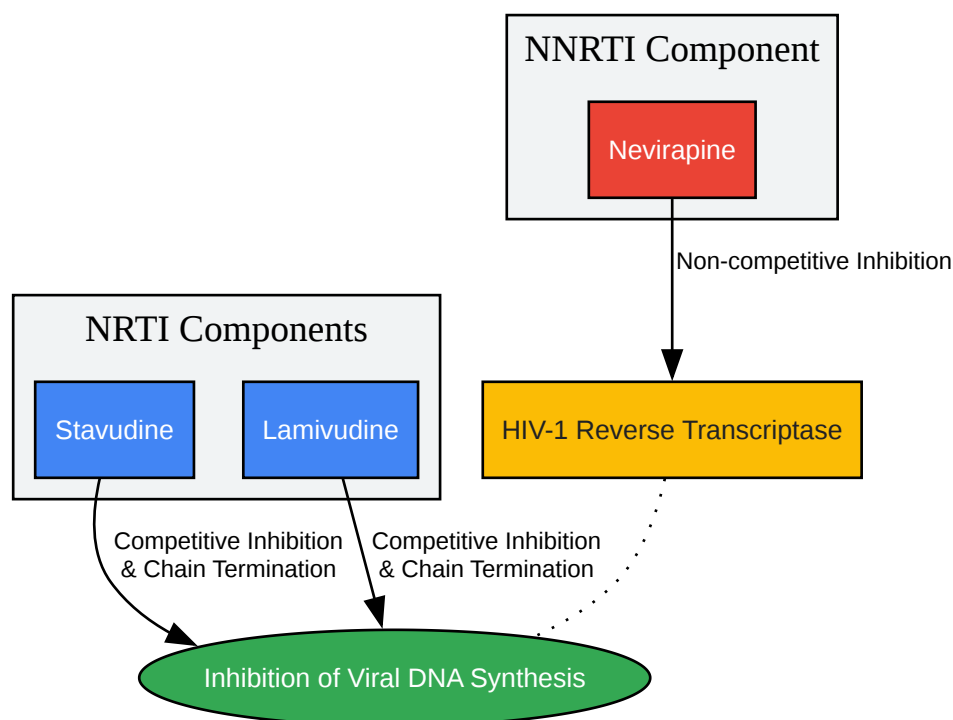 NNRTI Component
Nevirapine
Non-competitive Inhibition
NRTI Components
Stavudine
Lamivudine
HIV-1 Reverse Transcriptase
Competitive Inhibition
& Chain Termination
Competitive Inhibition
& Chain Termination
Inhibition of Viral DNA Synthesis